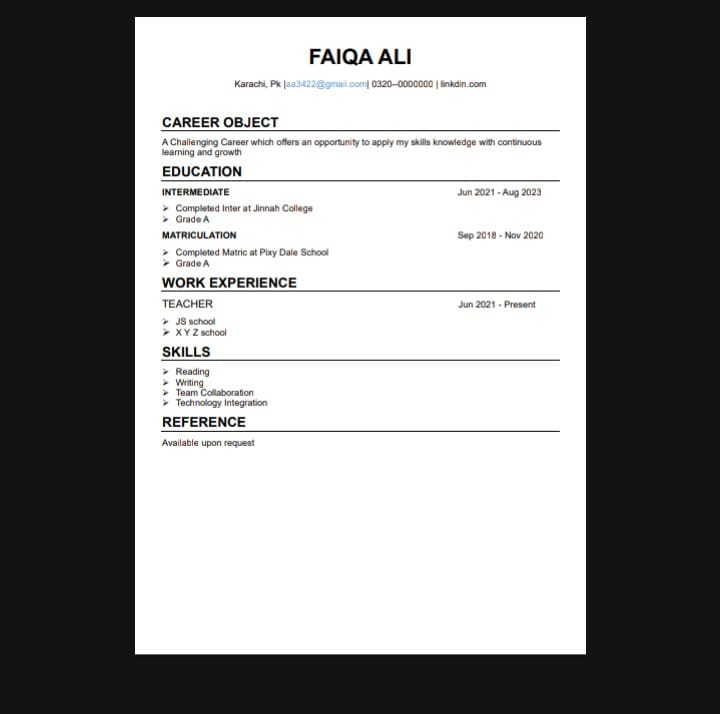 FAIQA ALI
Karachi, Pk |aa3422@gmail.com| 0320--0000000 | linkdin.com
CAREER OBJECT
A Challenging Career which offers an opportunity to apply my skills knowledge with continuous
learning and growth
EDUCATION
INTERMEDIATE Jun 2021 - Aug 2023
➢ Completed Inter at Jinnah College
➢ Grade A
MATRICULATION Sep 2018 - Nov 2020
➢ Completed Matric at Pixy Dale School
➢ Grade A
WORK EXPERIENCE
TEACHER Jun 2021 - Present
➢ JS school
➢ X Y Z school
SKILLS
➢ Reading
➢ Writing
➢ Team Collaboration
➢ Technology Integration
REFERENCE
Available upon request